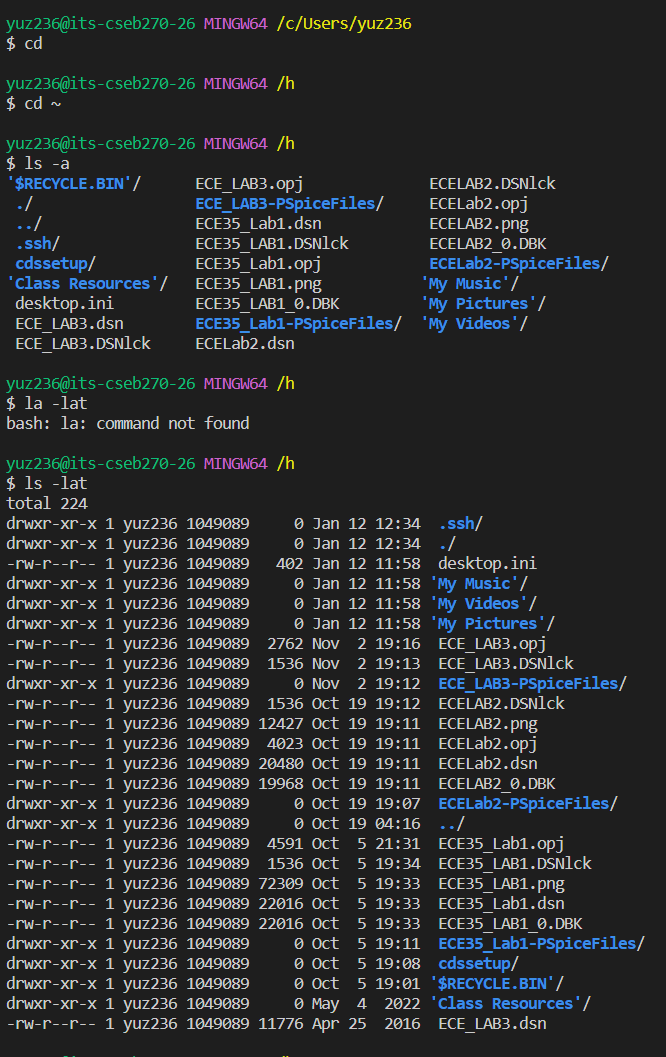 yuz236@its-cseb270-26 MINGW64 /c/Users/yuz236
$ cd
yuz236@its-cseb270-26 MINGW64 /h
$ cd ~
yuz236@its-cseb270-26 MINGW64 /h
$ ls -a
'$RECYCLE.BIN'/ ECE_LAB3.opj ECELAB2.DSNlck
./ ECE_LAB3-PSpiceFiles/ ECELab2.opj
../ ECE35_Lab1.dsn ECELAB2.png
.ssh/ ECE35_LAB1.DSNlck ECELAB2_0.DBK
cdssetup/ ECE35_Lab1.opj ECELab2-PSpiceFiles/
'Class Resources'/ ECE35_LAB1.png 'My Music'/
desktop.ini ECE35_LAB1_0.DBK 'My Pictures'/
ECE_LAB3.dsn ECE35_Lab1-PSpiceFiles/ 'My Videos'/
ECE_LAB3.DSNlck ECELab2.dsn
yuz236@its-cseb270-26 MINGW64 /h
$ la -lat
bash: la: command not found
yuz236@its-cseb270-26 MINGW64 /h
$ ls -lat
total 224
drwxr-xr-x 1 yuz236 1049089 0 Jan 12 12:34 .ssh/
drwxr-xr-x 1 yuz236 1049089 0 Jan 12 12:34 ./
-rw-r--r-- 1 yuz236 1049089 402 Jan 12 11:58 desktop.ini
drwxr-xr-x 1 yuz236 1049089 0 Jan 12 11:58 'My Music'/
drwxr-xr-x 1 yuz236 1049089 0 Jan 12 11:58 'My Videos'/
drwxr-xr-x 1 yuz236 1049089 0 Jan 12 11:58 'My Pictures'/
-rw-r--r-- 1 yuz236 1049089 2762 Nov 2 19:16 ECE_LAB3.opj
-rw-r--r-- 1 yuz236 1049089 1536 Nov 2 19:13 ECE_LAB3.DSNlck
drwxr-xr-x 1 yuz236 1049089 0 Nov 2 19:12 ECE_LAB3-PSpiceFiles/
-rw-r--r-- 1 yuz236 1049089 1536 Oct 19 19:12 ECELAB2.DSNlck
-rw-r--r-- 1 yuz236 1049089 12427 Oct 19 19:11 ECELAB2.png
-rw-r--r-- 1 yuz236 1049089 4023 Oct 19 19:11 ECELab2.opj
-rw-r--r-- 1 yuz236 1049089 20480 Oct 19 19:11 ECELab2.dsn
-rw-r--r-- 1 yuz236 1049089 19968 Oct 19 19:11 ECELAB2_0.DBK
drwxr-xr-x 1 yuz236 1049089 0 Oct 19 19:07 ECELab2-PSpiceFiles/
drwxr-xr-x 1 yuz236 1049089 0 Oct 19 04:16 ../
-rw-r--r-- 1 yuz236 1049089 4591 Oct 5 21:31 ECE35_Lab1.opj
-rw-r--r-- 1 yuz236 1049089 1536 Oct 5 19:34 ECE35_LAB1.DSNlck
-rw-r--r-- 1 yuz236 1049089 72309 Oct 5 19:33 ECE35_LAB1.png
-rw-r--r-- 1 yuz236 1049089 22016 Oct 5 19:33 ECE35_Lab1.dsn
-rw-r--r-- 1 yuz236 1049089 22016 Oct 5 19:33 ECE35_LAB1_0.DBK
drwxr-xr-x 1 yuz236 1049089 0 Oct 5 19:11 ECE35_Lab1-PSpiceFiles/
drwxr-xr-x 1 yuz236 1049089 0 Oct 5 19:08 cdssetup/
drwxr-xr-x 1 yuz236 1049089 0 Oct 5 19:01 '$RECYCLE.BIN'/
drwxr-xr-x 1 yuz236 1049089 0 May 4 2022 'Class Resources'/
-rw-r--r-- 1 yuz236 1049089 11776 Apr 25 2016 ECE_LAB3.dsn